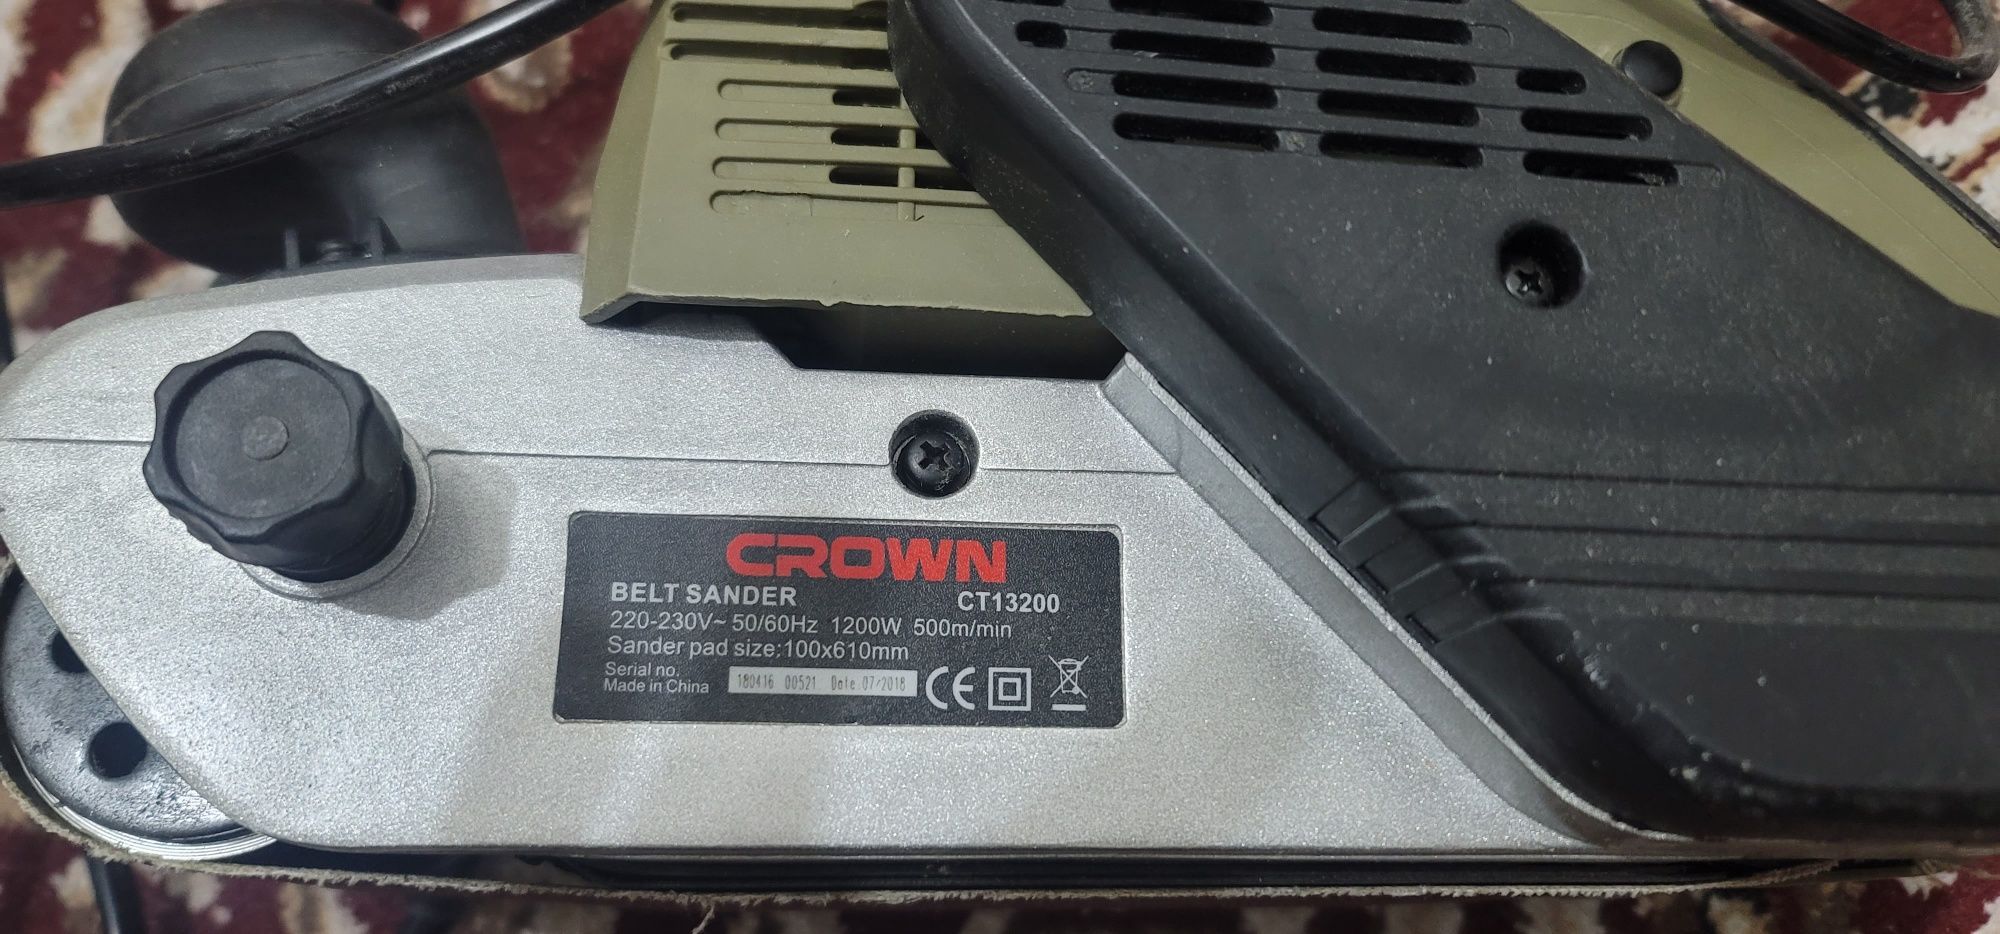 CROWN
BELT SANDER CT13200
220-230V~ 50/60Hz 1200W 500m/min
Sander pad size:100x610mm
Serial no. 180416 00521 Date 07/2018
Made in China CE